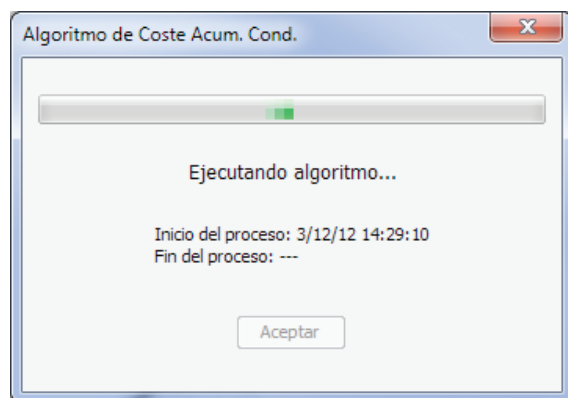 Algoritmo de Coste Acum. Cond.
Ejecutando algoritmo...
Inicio del proceso: 3/12/12 14:29:10
Fin del proceso: ---
Aceptar